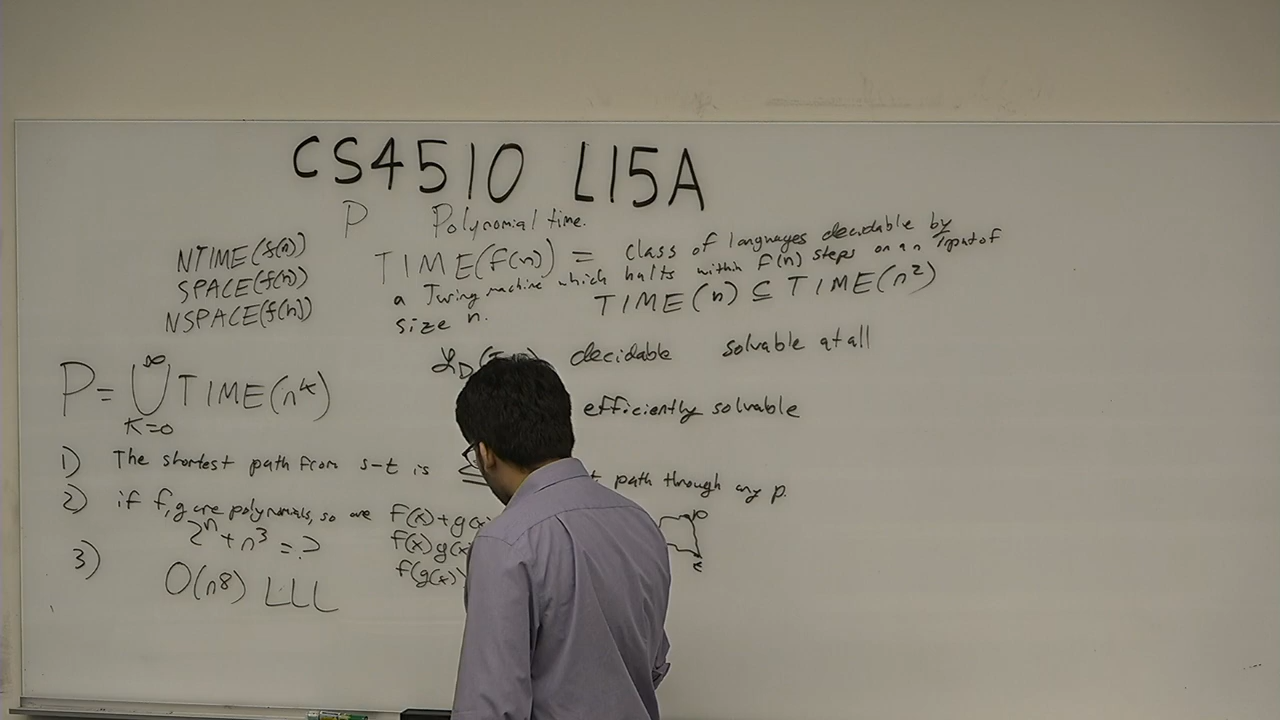 CS4510 L15A
P Polynomial time.
NTIME(f(n))
SPACE(f(n))
NSPACE(f(n))
TIME(f(n)) = class of languages decidable by
a Turing machine which halts within f(n) steps on an input of
size n.
TIME(n) ⊆ TIME(n²)
decidable solvable at all
P = ∞ ⋃ K=0 TIME(n^k)
efficiently solvable
1) The shortest path from s-t is ≤ path through any p.
2) if f,g are polynomials, so are f(x)+g(x)
f(x)g(x)
f(g(x))
2^n + n^3 = ?
3)
O(n8) LLL